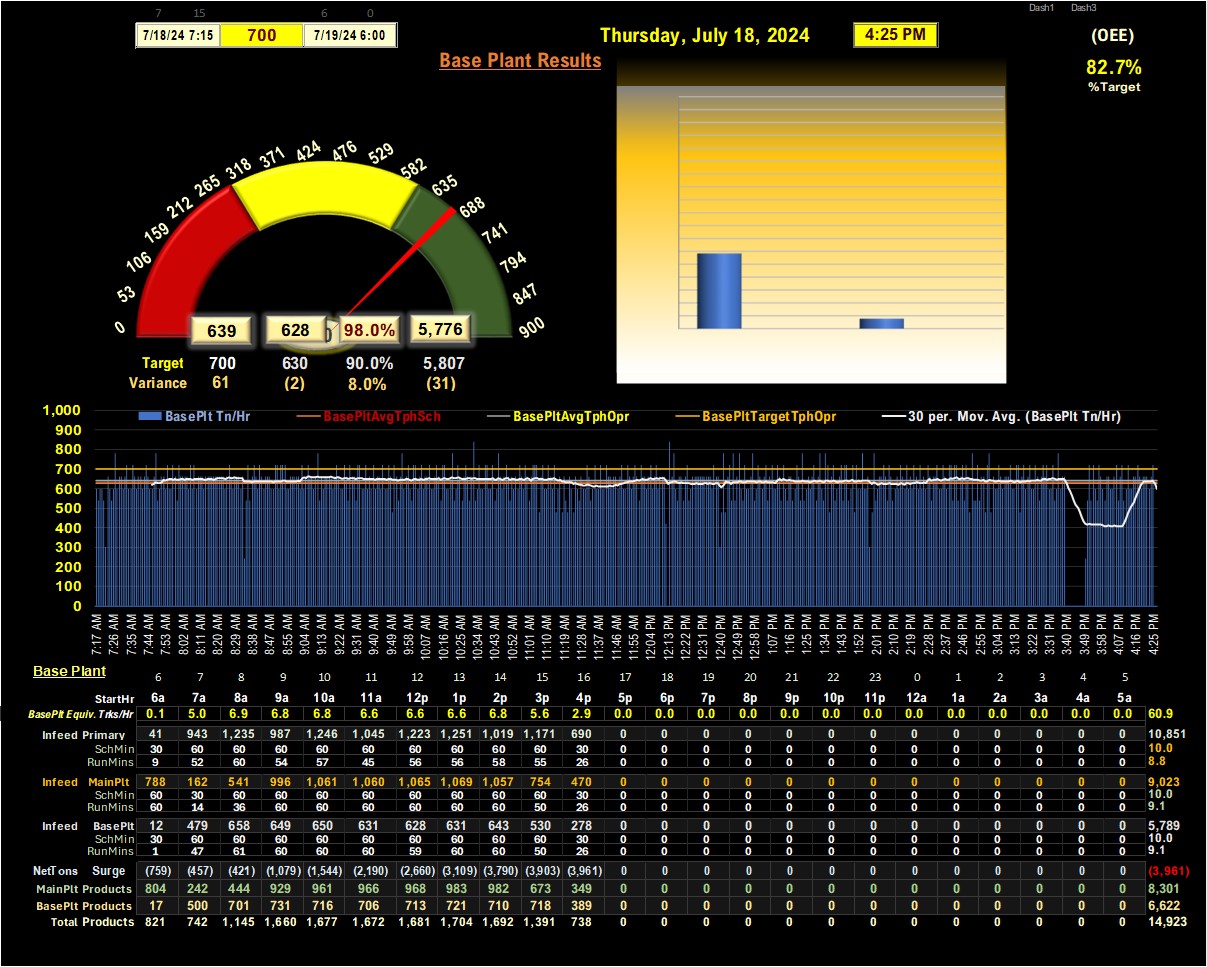 7 15 6 0 Dash1 Dash3
7/18/24 7:15 700 7/19/24 6:00 Thursday, July 18, 2024 4:25 PM (OEE)
Base Plant Results
82.7%
%Target
0 53 106 159 212 265 318 371 424 476 529 582 635 688 741 794 847 900
639 628 98.0% 5,776
Target 700 630 90.0% 5,807
Variance 61 (2) 8.0% (31)
BasePlt Tn/Hr BasePltAvgTphSch BasePltAvgTphOpr BasePltTargetTphOpr 30 per. Mov. Avg. (BasePlt Tn/Hr)
1,000
900
800
700
600
500
400
300
200
100
0
7:17 AM 7:26 AM 7:35 AM 7:44 AM 7:53 AM 8:02 AM 8:11 AM 8:20 AM 8:29 AM 8:38 AM 8:47 AM 8:55 AM 9:04 AM 9:13 AM 9:22 AM 9:31 AM 9:40 AM 9:49 AM 9:58 AM 10:07 AM 10:16 AM 10:25 AM 10:34 AM 10:43 AM 10:52 AM 11:01 AM 11:10 AM 11:19 AM 11:28 AM 11:37 AM 11:46 AM 11:55 AM 12:04 PM 12:13 PM 12:22 PM 12:31 PM 12:40 PM 12:49 PM 12:58 PM 1:07 PM 1:16 PM 1:25 PM 1:34 PM 1:43 PM 1:52 PM 2:01 PM 2:10 PM 2:19 PM 2:28 PM 2:37 PM 2:46 PM 2:55 PM 3:04 PM 3:13 PM 3:22 PM 3:31 PM 3:40 PM 3:49 PM 3:58 PM 4:07 PM 4:16 PM 4:25 PM
Base Plant 6 7 8 9 10 11 12 13 14 15 16 17 18 19 20 21 22 23 0 1 2 3 4 5
StartHr 6a 7a 8a 9a 10a 11a 12p 1p 2p 3p 4p 5p 6p 7p 8p 9p 10p 11p 12a 1a 2a 3a 4a 5a
BasePlt Equiv. Trks/Hr 0.1 5.0 6.9 6.8 6.8 6.6 6.6 6.6 6.8 5.6 2.9 0.0 0.0 0.0 0.0 0.0 0.0 0.0 0.0 0.0 0.0 0.0 0.0 0.0 60.9
Infeed Primary 41 943 1,235 987 1,246 1,045 1,223 1,251 1,019 1,171 690 0 0 0 0 0 0 0 0 0 0 0 0 0 10,851
SchMin 30 60 60 60 60 60 60 60 60 60 30 0 0 0 0 0 0 0 0 0 0 0 0 0 10.0
RunMins 9 52 60 54 57 45 56 56 58 55 26 0 0 0 0 0 0 0 0 0 0 0 0 0 8.8
Infeed MainPlt 788 162 541 996 1,061 1,060 1,065 1,069 1,057 754 470 0 0 0 0 0 0 0 0 0 0 0 0 0 9,023
SchMin 60 30 60 60 60 60 60 60 60 60 30 0 0 0 0 0 0 0 0 0 0 0 0 0 10.0
RunMins 60 14 36 60 60 60 60 60 60 50 26 0 0 0 0 0 0 0 0 0 0 0 0 0 9.1
Infeed BasePlt 12 479 658 649 650 631 628 631 643 530 278 0 0 0 0 0 0 0 0 0 0 0 0 0 5,789
SchMin 30 60 60 60 60 60 60 60 60 60 30 0 0 0 0 0 0 0 0 0 0 0 0 0 10.0
RunMins 1 47 61 60 60 60 59 60 60 50 26 0 0 0 0 0 0 0 0 0 0 0 0 0 9.1
NetTons Surge (759) (457) (421) (1,079) (1,544) (2,190) (2,660) (3,109) (3,790) (3,903) (3,961) 0 0 0 0 0 0 0 0 0 0 0 0 0 (3,961)
MainPlt Products 804 242 444 929 961 966 968 983 982 673 349 0 0 0 0 0 0 0 0 0 0 0 0 0 8,301
BasePlt Products 17 500 701 731 716 706 713 721 710 718 389 0 0 0 0 0 0 0 0 0 0 0 0 0 6,622
Total Products 821 742 1,145 1,660 1,677 1,672 1,681 1,704 1,692 1,391 738 0 0 0 0 0 0 0 0 0 0 0 0 0 14,923